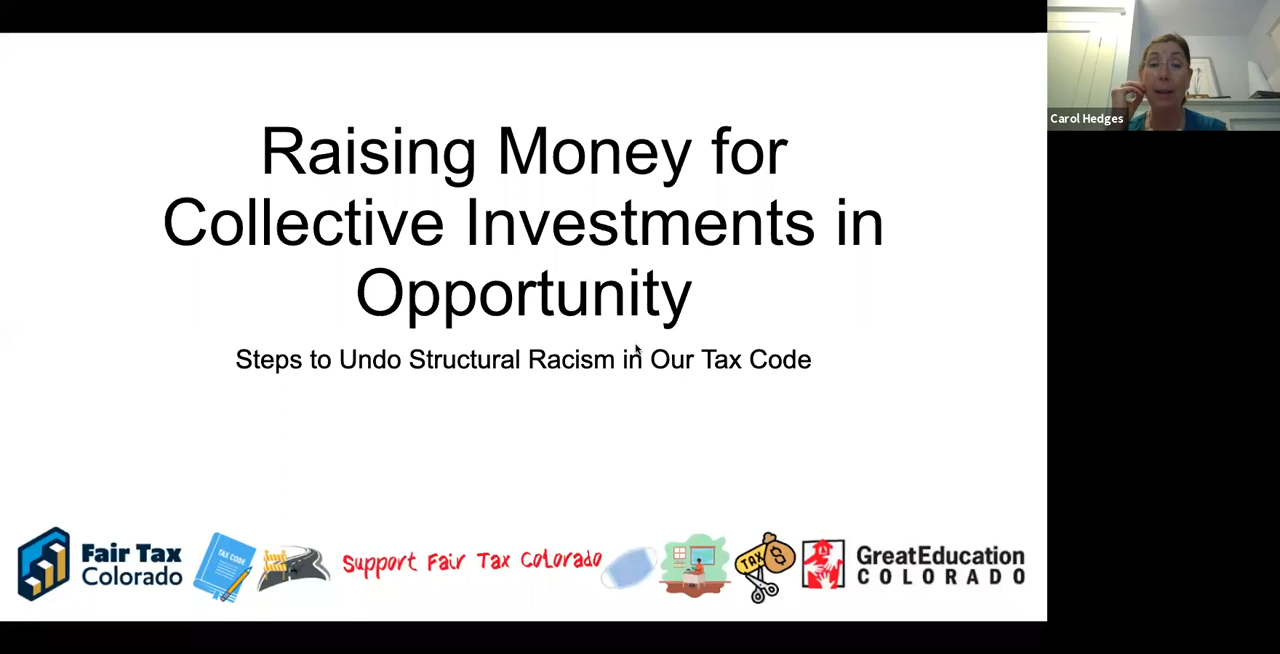 Raising Money for
Collective Investments in
Opportunity
Steps to Undo Structural Racism in Our Tax Code
Fair Tax
Colorado
TAX CODE
Support Fair Tax Colorado
TAX
$
GreatEducation
COLORADO
Carol Hedges